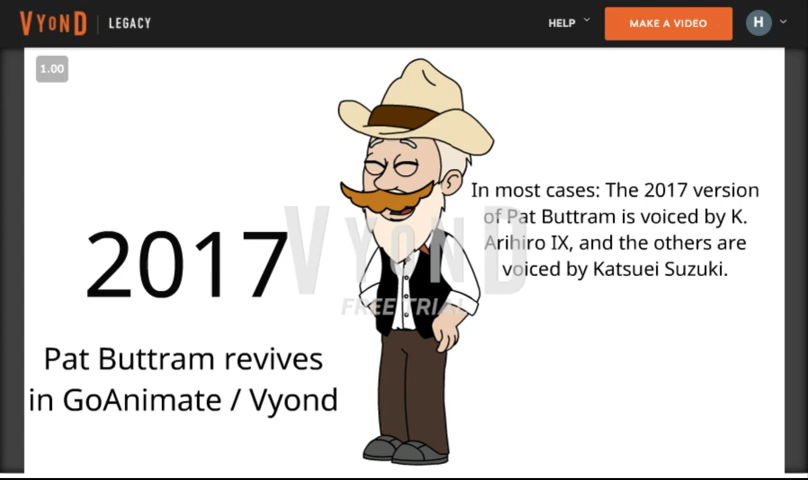 VYOND LEGACY HELP MAKE A VIDEO H
1.00
2017
Pat Buttram revives
in GoAnimate / Vyond
In most cases: The 2017 version
of Pat Buttram is voiced by K.
Arihiro IX, and the others are
voiced by Katsuei Suzuki.
VYOND
FREE TRIAL